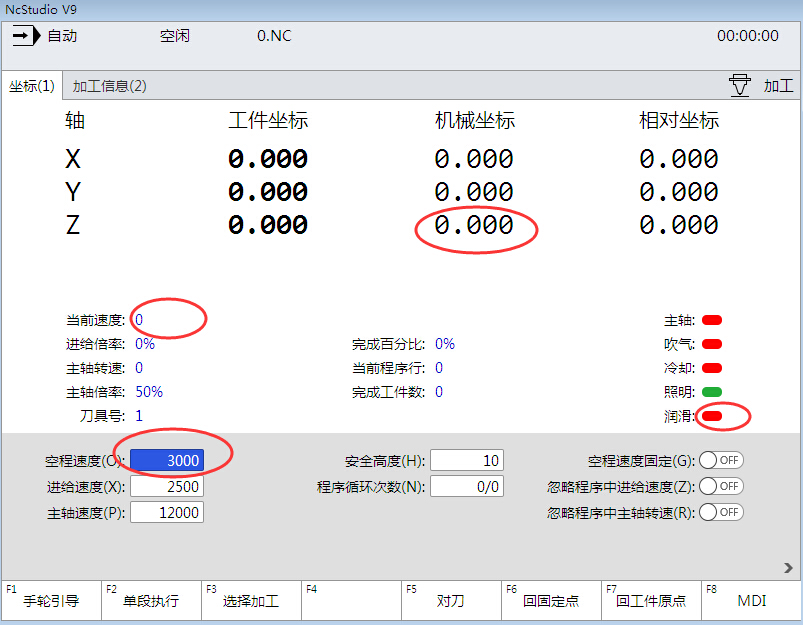 NcStudio V9
自动 空闲 0.NC 00:00:00
坐标(1) 加工信息(2) 加工
轴 工件坐标 机械坐标 相对坐标
X 0.000 0.000 0.000
Y 0.000 0.000 0.000
Z 0.000 0.000 0.000
当前速度: 0 主轴:
进给倍率: 0% 完成百分比: 0% 吹气:
主轴转速: 0 当前程序行: 0 冷却:
主轴倍率: 50% 完成工件数: 0 照明:
刀具号: 1 润滑:
空程速度(O): 3000 安全高度(H): 10 空程速度固定(G): OFF
进给速度(X): 2500 程序循环次数(N): 0/0 忽略程序中进给速度(Z): OFF
主轴速度(P): 12000 忽略程序中主轴转速(R): OFF
F1 手轮引导 F2 单段执行 F3 选择加工 F4 F5 对刀 F6 回固定点 F7 回工件原点 F8 MDI